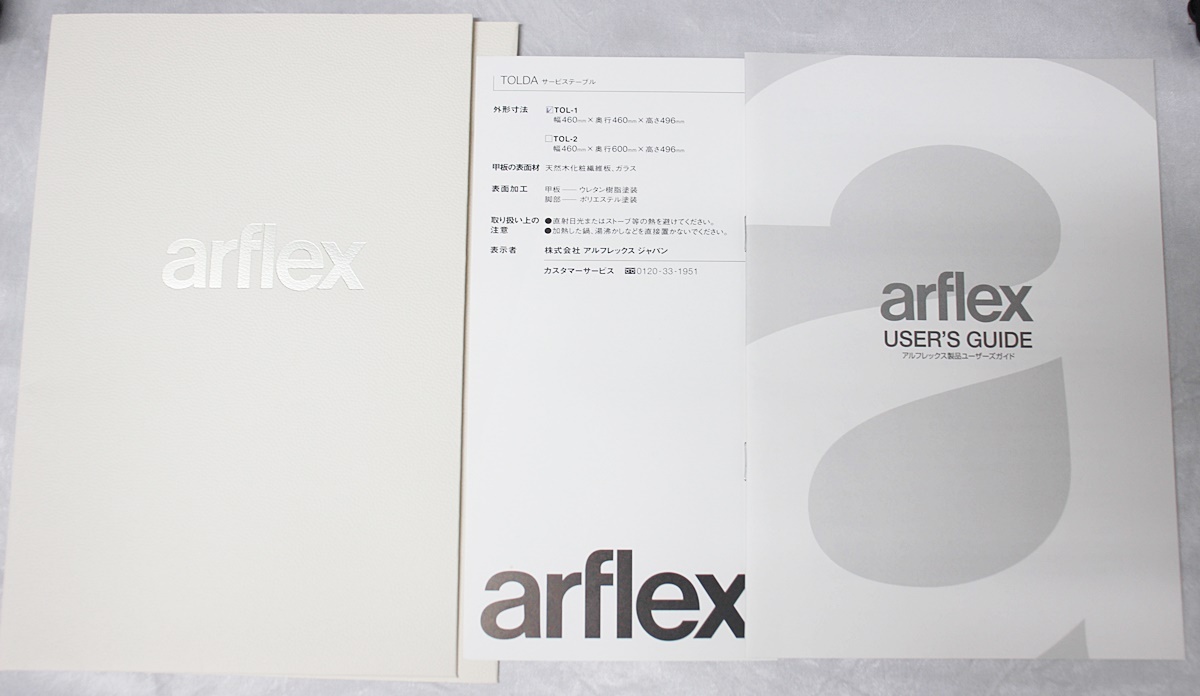 arflex
TOLDA サービステーブル
外形寸法 ☑TOL-1
幅460mm×奥行460mm×高さ496mm
□TOL-2
幅460mm×奥行600mm×高さ496mm
甲板の表面材 天然木化粧繊維板、ガラス
表面加工 甲板── ウレタン樹脂塗装
脚部── ポリエステル塗装
取り扱い上の注意 ●直射日光またはストーブ等の熱を避けてください。
●加熱した鍋、湯沸かしなどを直接置かないでください。
表示者 株式会社 アルフレックス ジャパン
カスタマーサービス 0120-33-1951
arflex
arflex
USER'S GUIDE
アルフレックス製品ユーザーズガイド